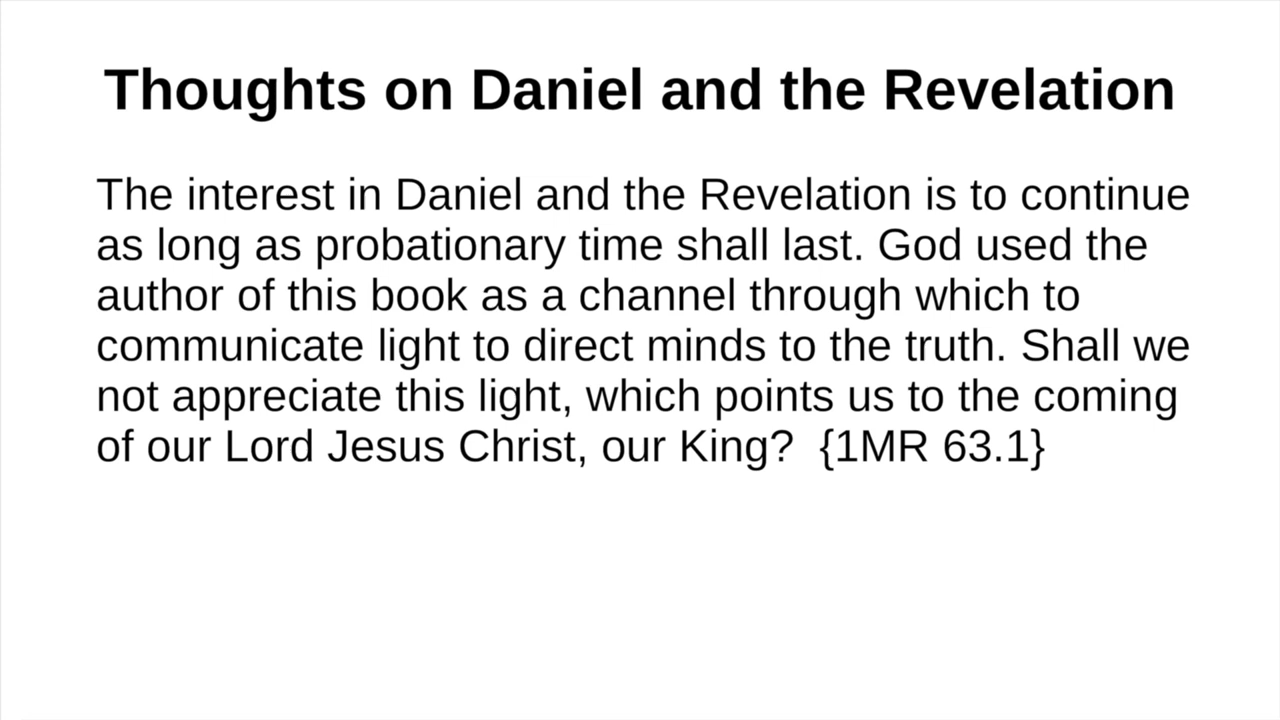 Thoughts on Daniel and the Revelation
The interest in Daniel and the Revelation is to continue
as long as probationary time shall last. God used the
author of this book as a channel through which to
communicate light to direct minds to the truth. Shall we
not appreciate this light, which points us to the coming
of our Lord Jesus Christ, our King?  {1MR 63.1}